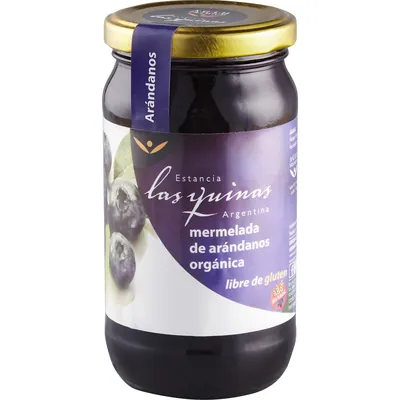 Arándanos
Estancia
Las Quinas
Argentina
mermelada
de arándanos
orgánica
libre de gluten